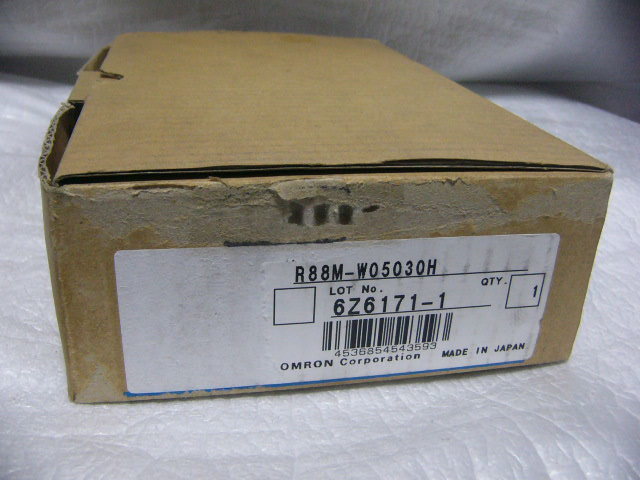 R88M-W05030H
LOT No.
QTY.
6Z6171-1
1
4536854543593
OMRON Corporation
MADE IN JAPAN